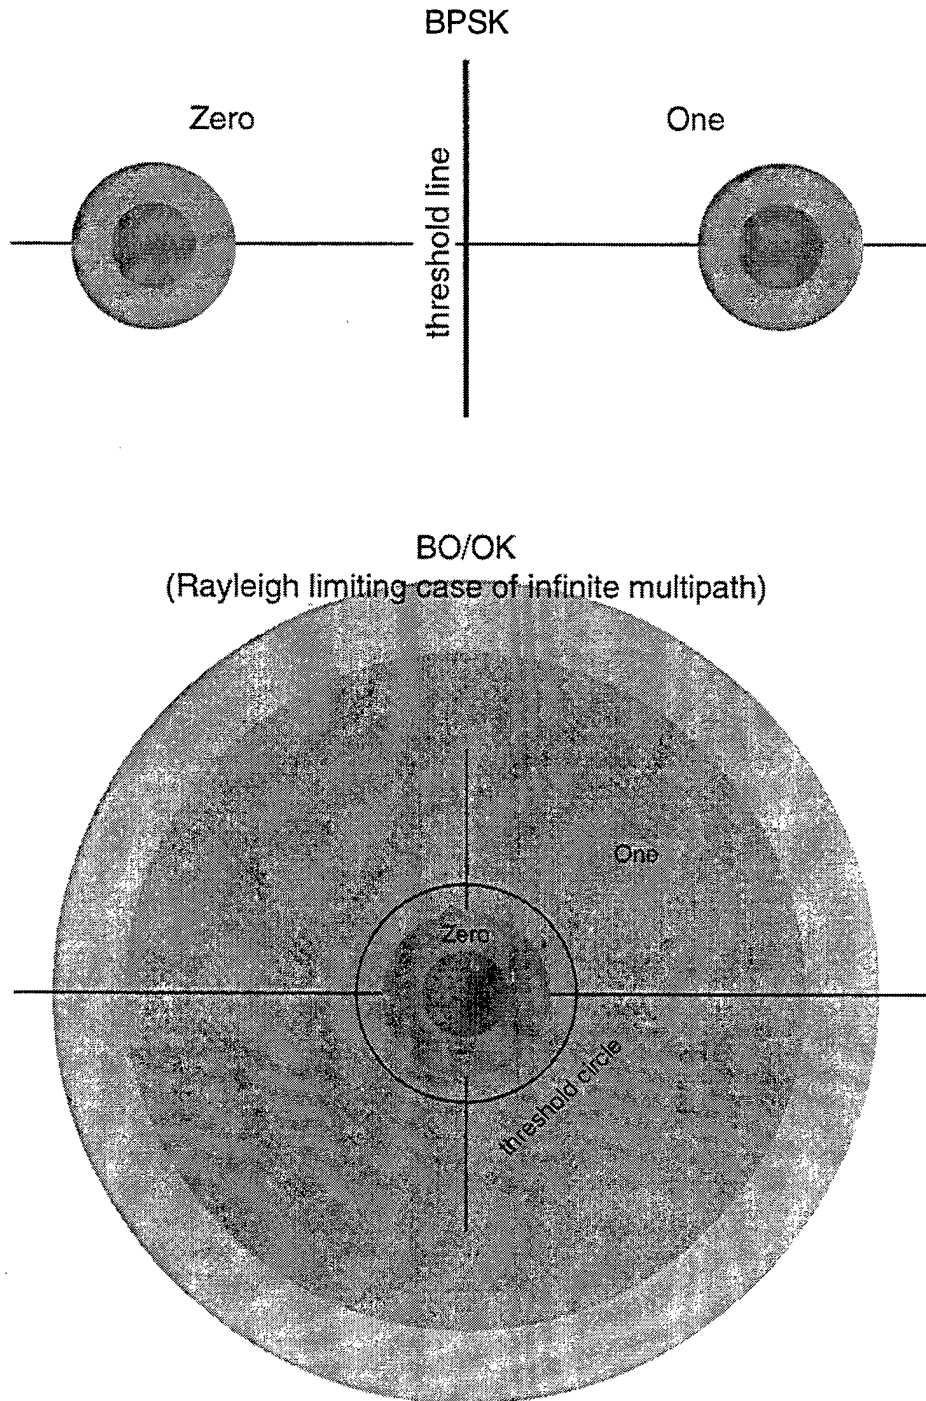 BPSK
Zero
One
threshold line
BO/OK
(Rayleigh limiting case of infinite multipath)
One
Zero
threshold circle